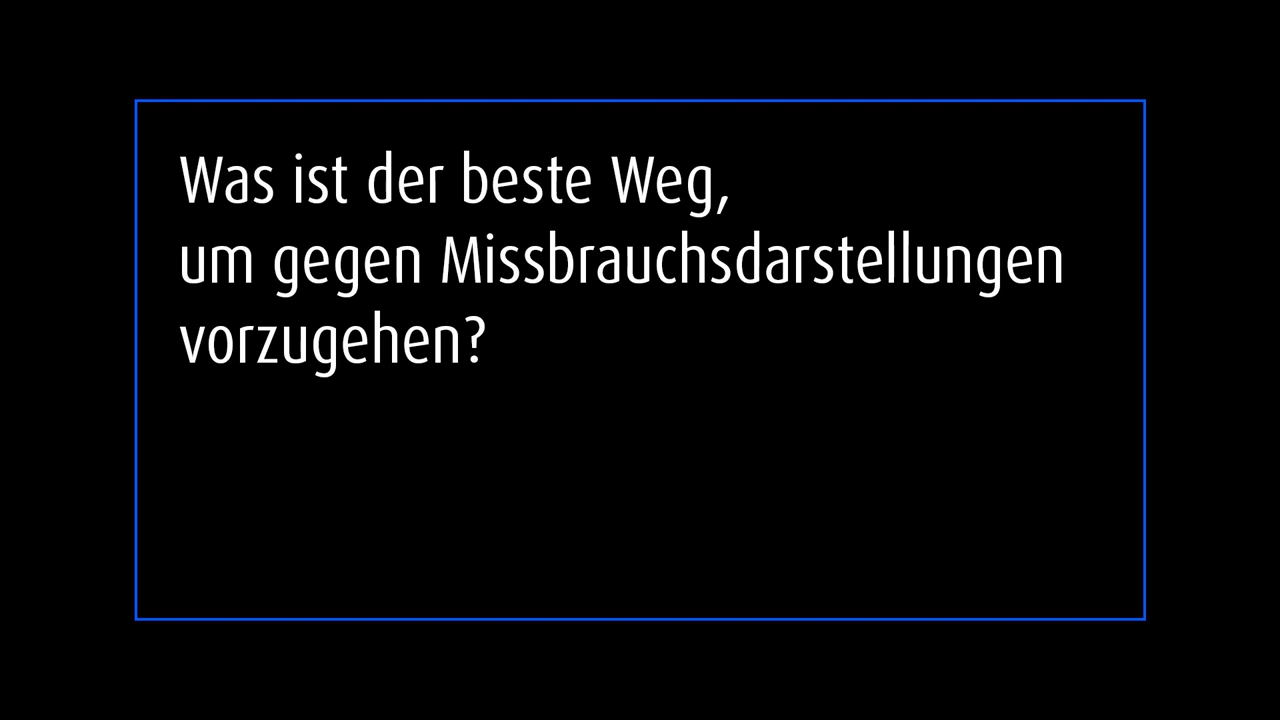 Was ist der beste Weg,
um gegen Missbrauchsdarstellungen
vorzugehen?